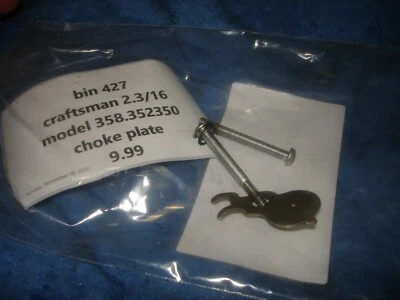 bin 427
craftsman 2.3/16
model 358.352350
choke plate
9.99